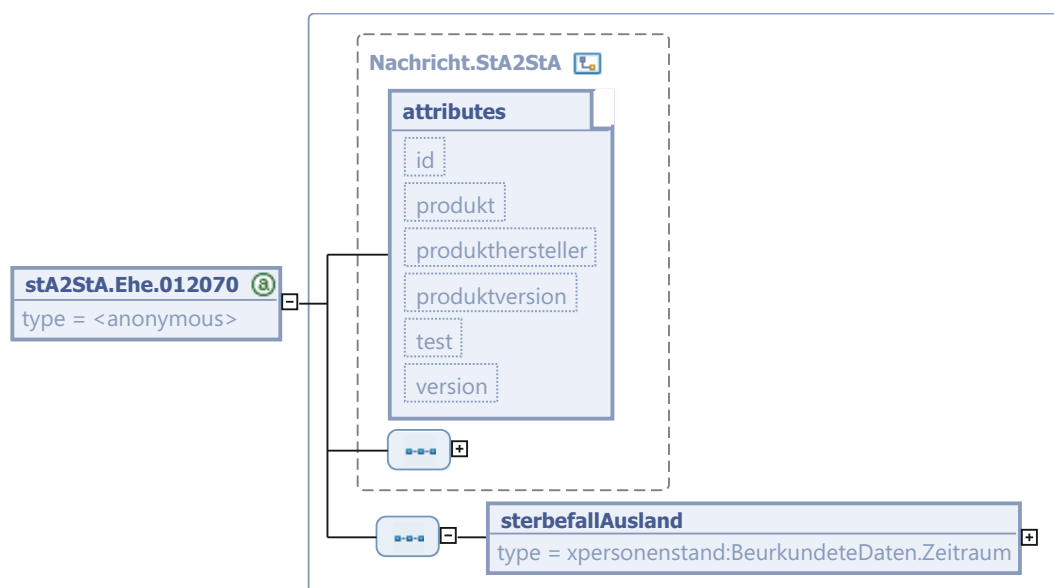 Nachricht.StA2StA
attributes
id
produkt
produkthersteller
produktversion
test
version
stA2StA.Ehe.012070 @
type = <anonymous>
sterbefallAusland
type = xpersonenstand:BeurkundeteDaten.Zeitraum